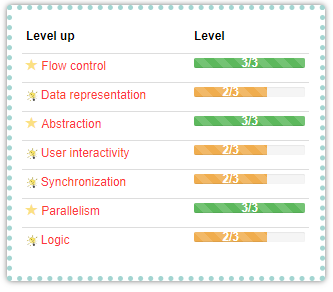 Level up Level
Flow control 3/3
Data representation 2/3
Abstraction 3/3
User interactivity 2/3
Synchronization 2/3
Parallelism 3/3
Logic 2/3